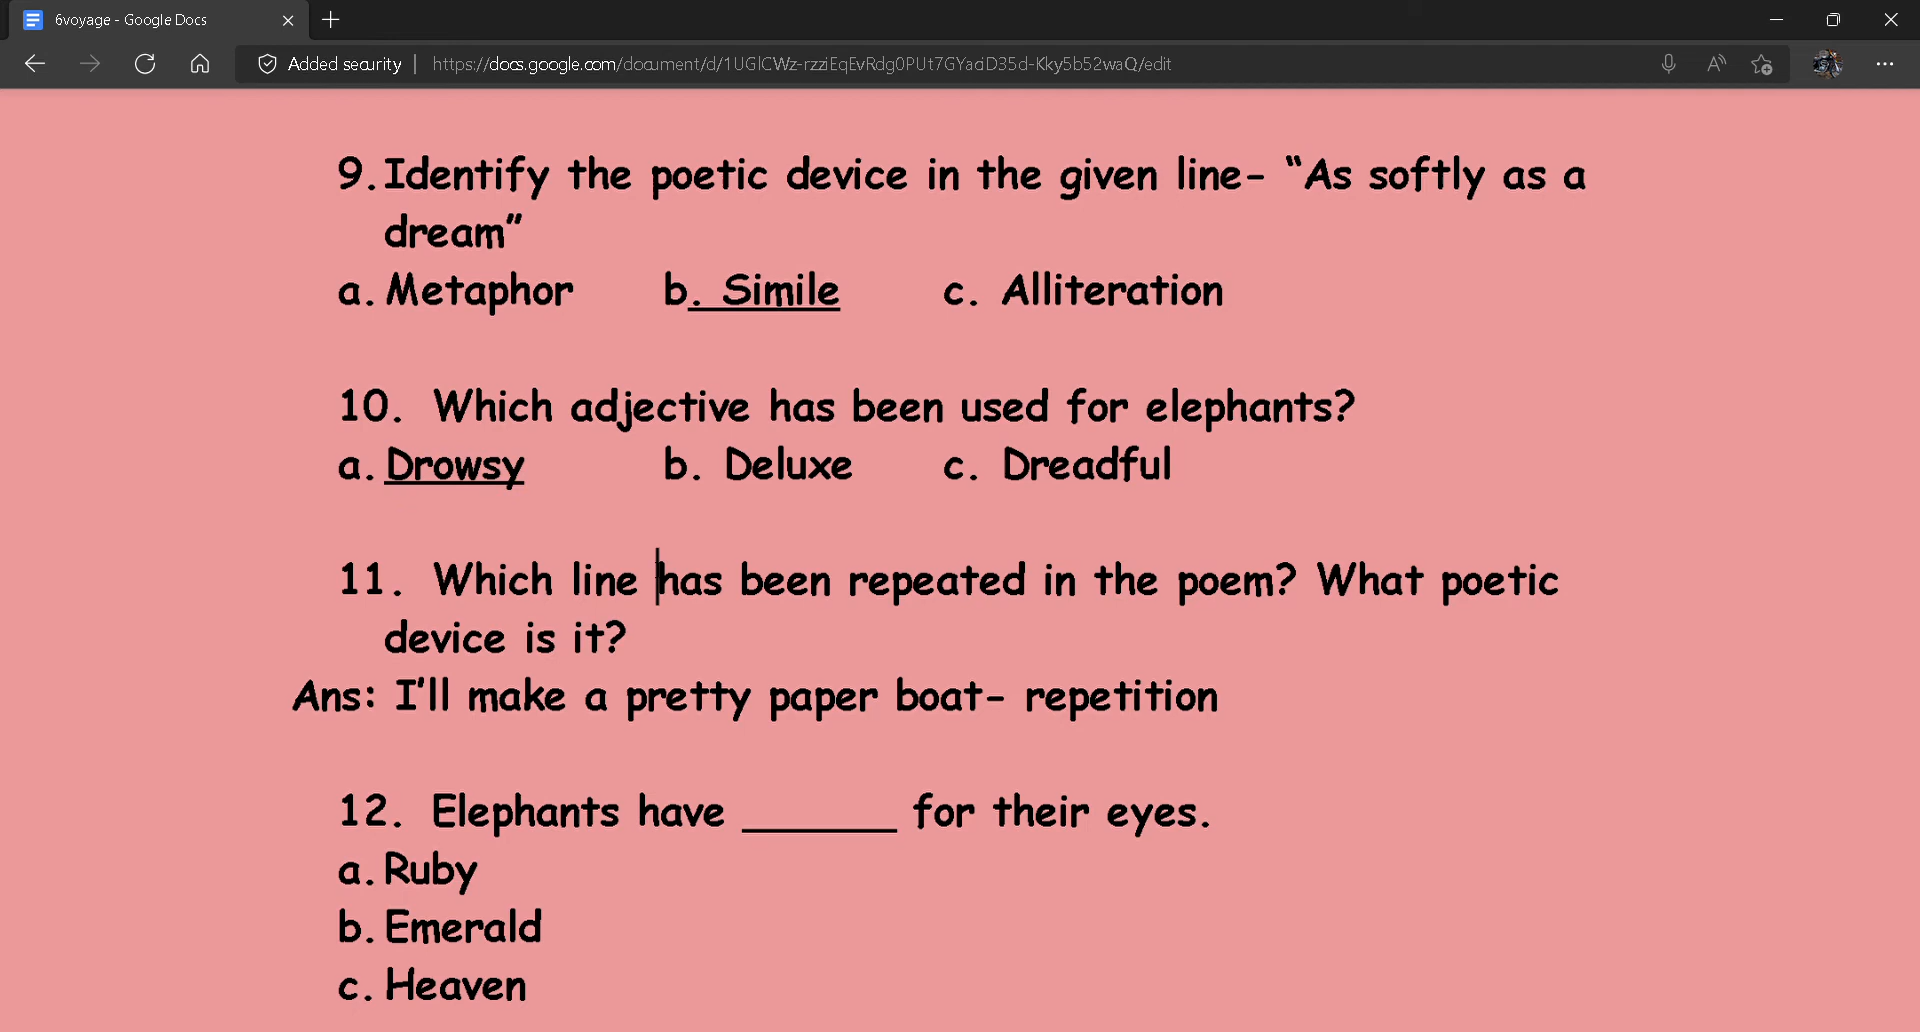 6voyage - Google Docs
Added security
https://docs.google.com/document/d/1UGlCWz-rzziEqEvRdg0PUt7GYaciD35d-Kky5b52waQ/edit
9. Identify the poetic device in the given line- “As softly as a
dream”
a. Metaphor b. Simile c. Alliteration
10. Which adjective has been used for elephants?
a. Drowsy b. Deluxe c. Dreadful
11. Which line has been repeated in the poem? What poetic
device is it?
Ans: I’ll make a pretty paper boat- repetition
12. Elephants have _______ for their eyes.
a. Ruby
b. Emerald
c. Heaven